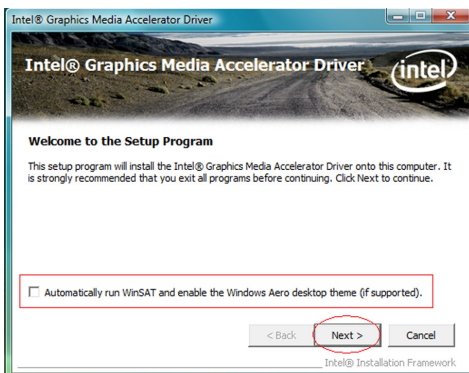 Intel® Graphics Media Accelerator Driver
Intel® Graphics Media Accelerator Driver
intel
Welcome to the Setup Program
This setup program will install the Intel® Graphics Media Accelerator Driver onto this computer. It
is strongly recommended that you exit all programs before continuing. Click Next to continue.
Automatically run WinSAT and enable the Windows Aero desktop theme (if supported).
< Back Next > Cancel
Intel® Installation Framework